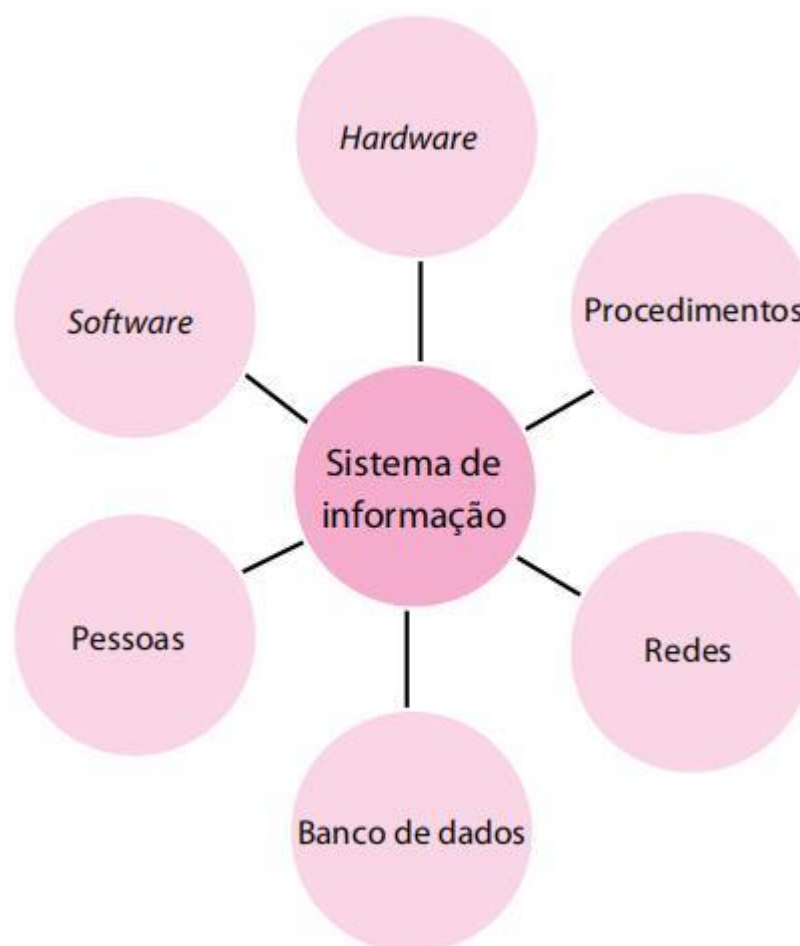 Hardware
Procedimentos
Software
Sistema de
informação
Pessoas
Redes
Banco de dados